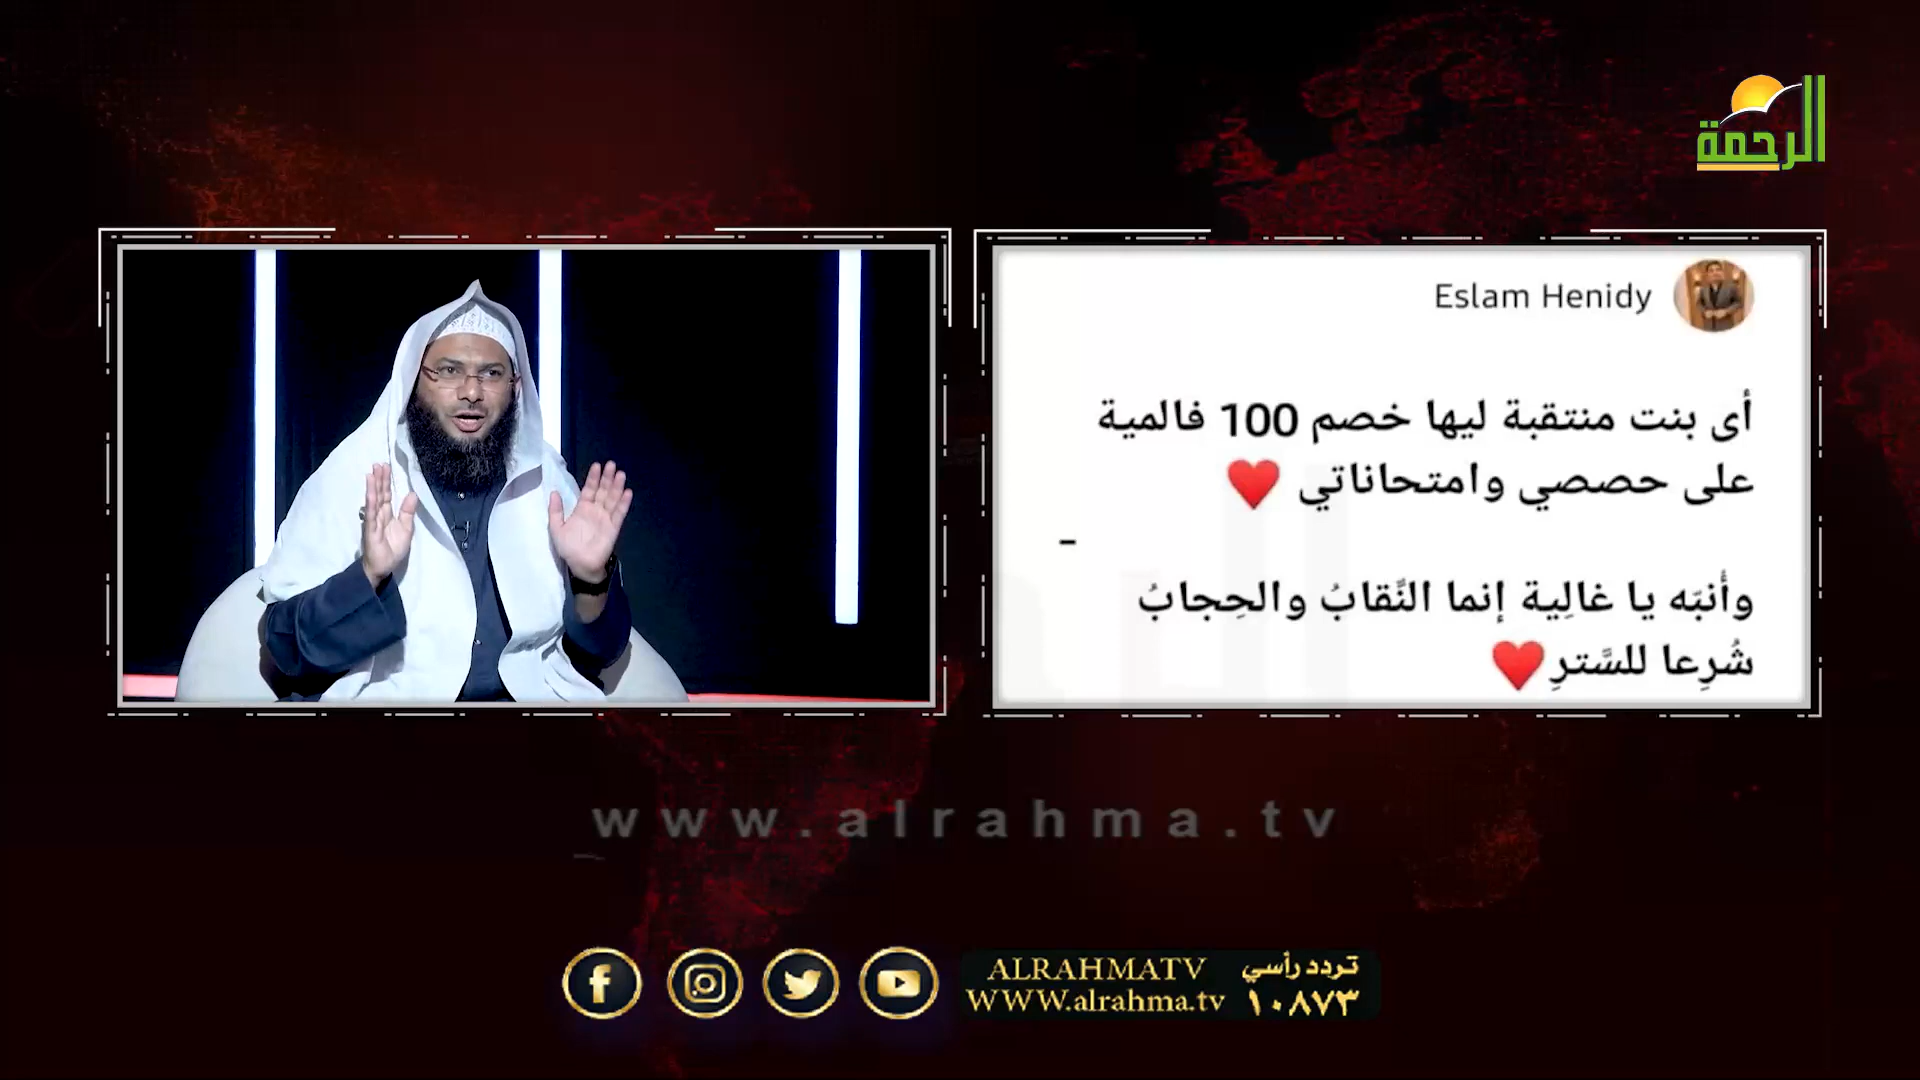 الرحمة
Eslam Henidy
أى بنت منتقبة ليها خصم 100 فالمية
على حصصي وامتحاناتي ❤️
-
وأنبّه يا غالِية إنما النَّقابُ والحِجابُ
شُرِعا للسَّترِ❤️
www.alrahma.tv
ALRAHMATV
WWW.alrahma.tv
تردد رأسي
١٠٨٧٣